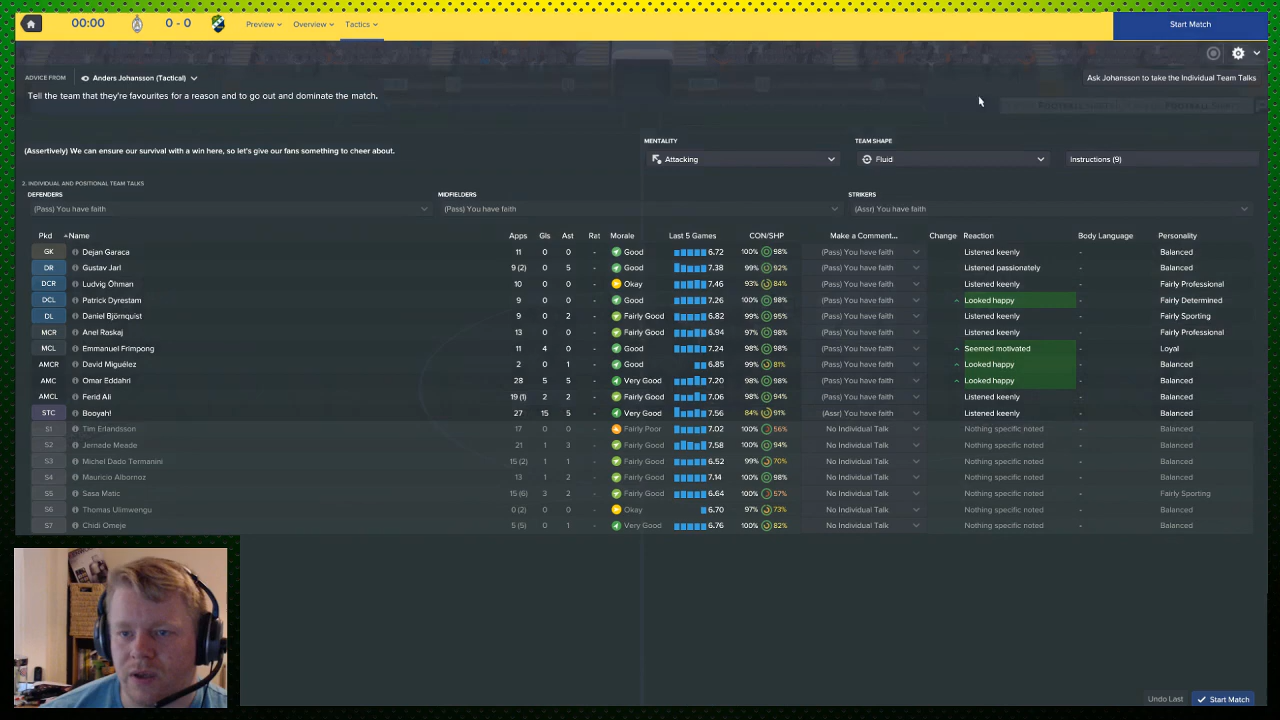 00:00 0 - 0 Preview Overview Tactics Start Match
ADVICE FROM Anders Johansson (Tactical) Ask Johansson to take the Individual Team Talks
Tell the team that they're favourites for a reason and to go out and dominate the match.
MENTALITY TEAM SHAPE
(Assertively) We can ensure our survival with a win here, so let's give our fans something to cheer about.
Attacking Fluid Instructions (9)
2. INDIVIDUAL AND POSITIONAL TEAM TALKS
DEFENDERS MIDFIELDERS STRIKERS
(Pass) You have faith (Pass) You have faith (Assr) You have faith
Pkd Name Apps Gls Ast Rat Morale Last 5 Games CON/SHP Make a Comment... Change Reaction Body Language Personality
GK Dejan Garaca 11 0 0 - Good 6.72 100% 98% (Pass) You have faith Listened keenly - Balanced
DR Gustav Jarl 9 (2) 0 5 - Good 7.38 99% 92% (Pass) You have faith Listened passionately - Balanced
DCR Ludvig Öhman 10 0 0 - Okay 7.46 93% 84% (Pass) You have faith Listened keenly - Fairly Professional
DCL Patrick Dyrestam 9 0 0 - Good 7.26 100% 98% (Pass) You have faith Looked happy - Fairly Determined
DL Daniel Björnquist 9 0 2 - Fairly Good 6.82 99% 95% (Pass) You have faith Listened keenly - Fairly Sporting
MCR Anel Raskaj 13 0 0 - Fairly Good 6.94 97% 98% (Pass) You have faith Listened keenly - Fairly Professional
MCL Emmanuel Frimpong 11 4 0 - Good 7.24 98% 98% (Pass) You have faith Seemed motivated - Loyal
AMCR David Miguélez 2 0 1 - Good 6.85 99% 81% (Pass) You have faith Looked happy - Balanced
AMC Omar Eddahri 28 5 5 - Very Good 7.20 98% 98% (Pass) You have faith Looked happy - Balanced
AMCL Ferid Ali 19 (1) 2 2 - Fairly Good 7.06 98% 94% (Pass) You have faith Listened keenly - Balanced
STC Booyah! 27 15 5 - Very Good 7.56 84% 91% (Assr) You have faith Listened keenly - Balanced
S1 Tim Erlandsson 17 0 0 - Fairly Poor 7.02 100% 56% No Individual Talk Nothing specific noted - Balanced
S2 Jernade Meade 21 1 3 - Fairly Good 7.58 100% 94% No Individual Talk Nothing specific noted - Balanced
S3 Michel Dado Termanini 15 (2) 1 1 - Fairly Good 6.52 99% 70% No Individual Talk Nothing specific noted - Balanced
S4 Mauricio Albornoz 13 1 2 - Fairly Good 7.14 100% 98% No Individual Talk Nothing specific noted - Balanced
S5 Sasa Matic 15 (6) 3 2 - Fairly Good 6.64 100% 57% No Individual Talk Nothing specific noted - Fairly Sporting
S6 Thomas Ulimwengu 0 (2) 0 0 - Okay 6.70 97% 73% No Individual Talk Nothing specific noted - Balanced
S7 Chidi Omeje 5 (5) 0 1 - Very Good 6.76 100% 82% No Individual Talk Nothing specific noted - Balanced
Undo Last Start Match